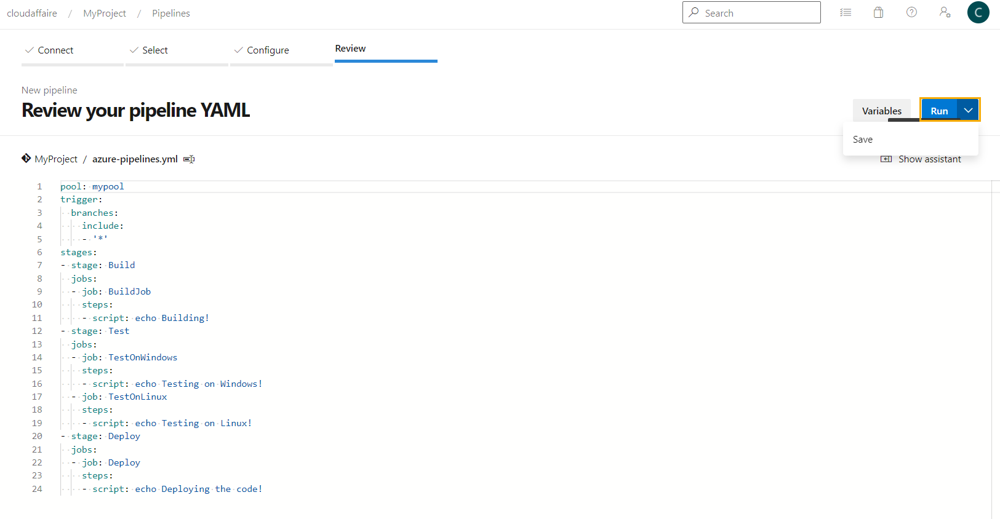 cloudaffaire / MyProject / Pipelines Search C
Connect Select Configure Review
New pipeline
Review your pipeline YAML
Variables Run
Save
MyProject / azure-pipelines.yml Show assistant
1 pool: mypool
2 trigger:
3   branches:
4     include:
5     - '*'
6 stages:
7 - stage: Build
8   jobs:
9   - job: BuildJob
10     steps:
11     - script: echo Building!
12 - stage: Test
13   jobs:
14   - job: TestOnWindows
15     steps:
16     - script: echo Testing on Windows!
17   - job: TestOnLinux
18     steps:
19     - script: echo Testing on Linux!
20 - stage: Deploy
21   jobs:
22   - job: Deploy
23     steps:
24     - script: echo Deploying the code!